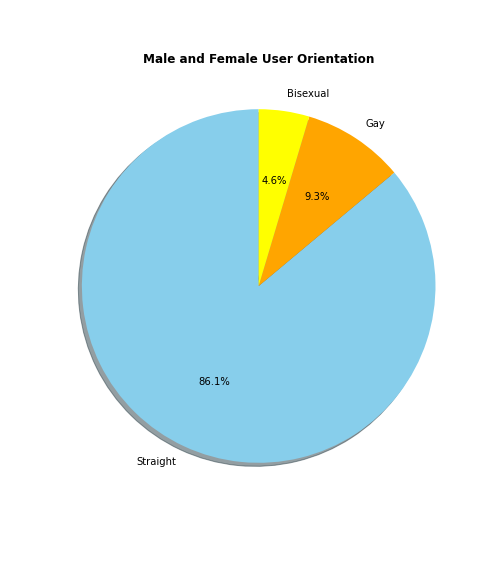 Male and Female User Orientation
Bisexual
Gay
4.6%
9.3%
86.1%
Straight